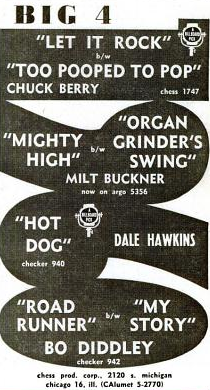 BIG 4
"LET IT ROCK"
b/w
"TOO POOPED TO POP"
CHUCK BERRY chess 1747
"MIGHTY HIGH" b/w "ORGAN GRINDER'S SWING"
MILT BUCKNER
now on argo 5356
"HOT DOG"
checker 940
BILLBOARD PICK
DALE HAWKINS
"ROAD RUNNER" b/w "MY STORY"
BO DIDDLEY
checker 942
chess prod. corp., 2120 s. michigan
chicago 16, ill. (CAlumet 5-2770)